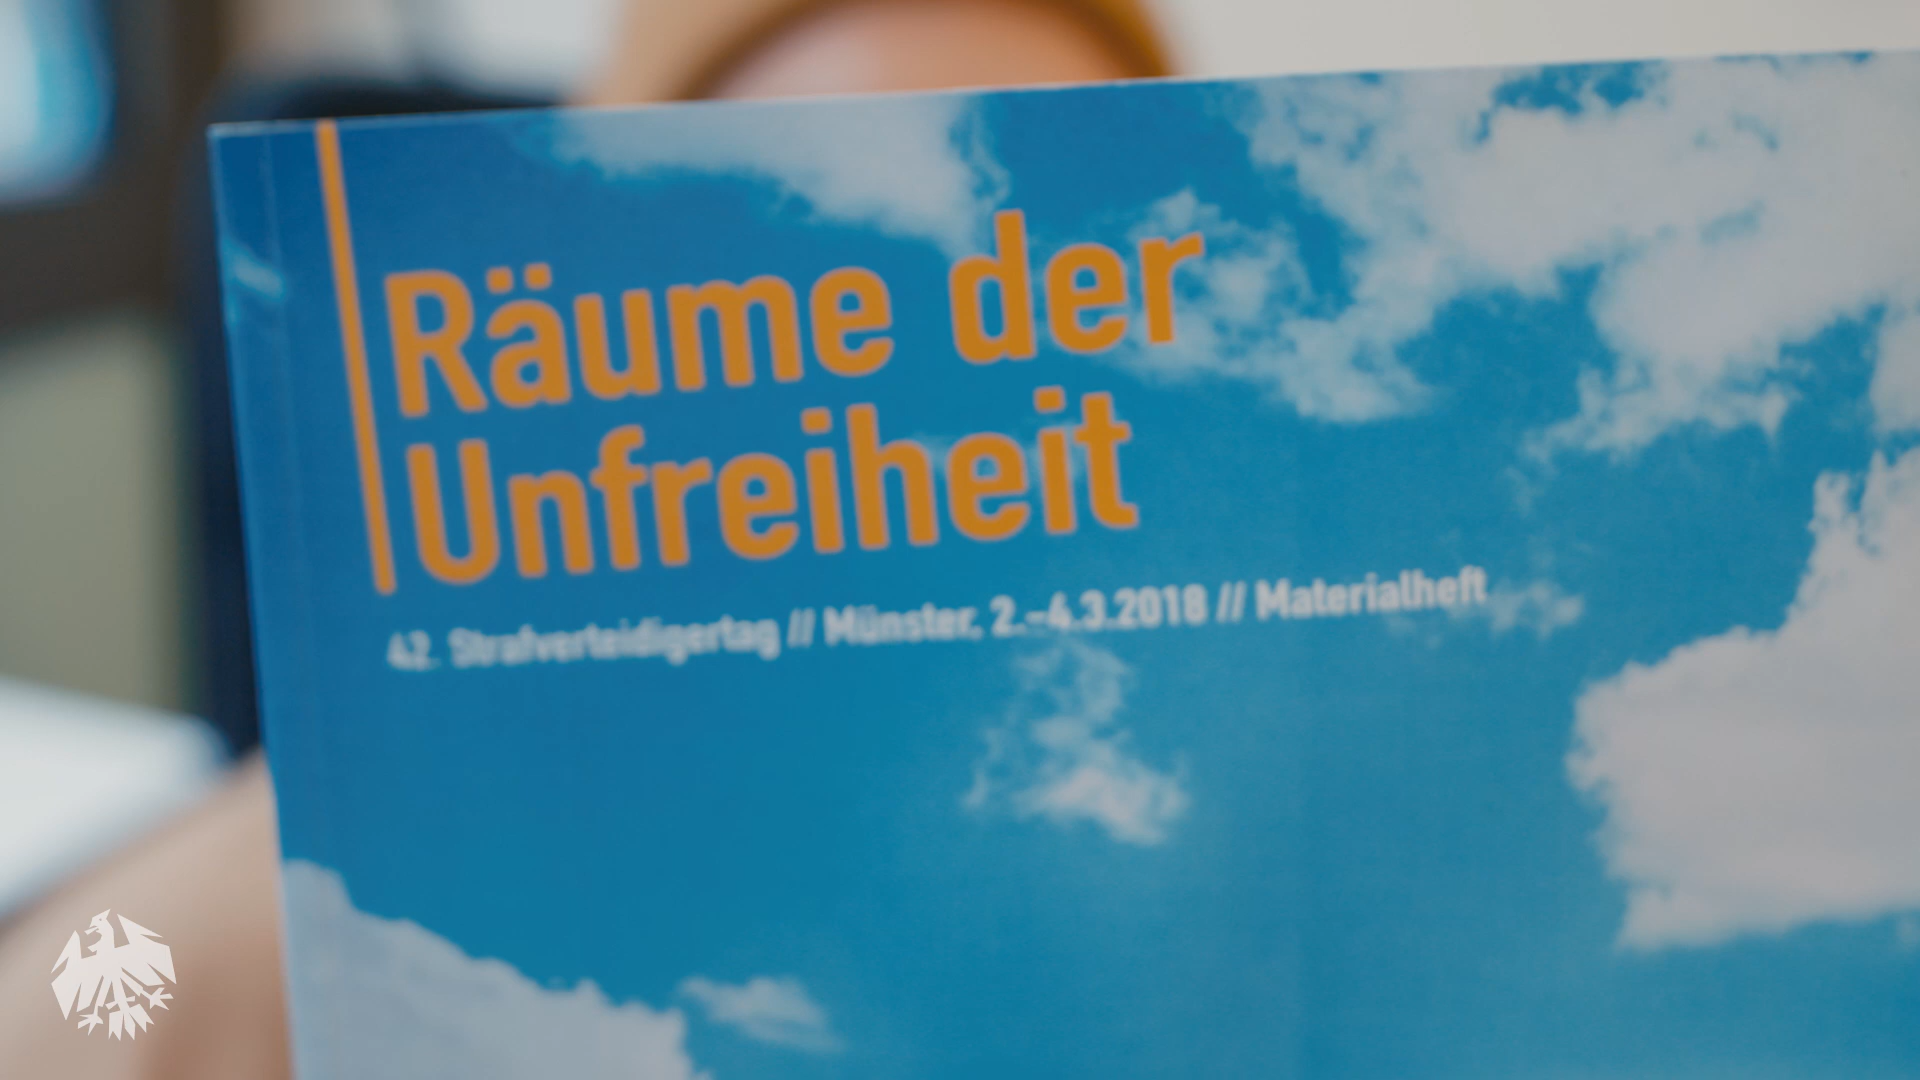 Räume der
Unfreiheit
42. Strafverteidigertag // Münster, 2.–4.3.2018 // Materialheft